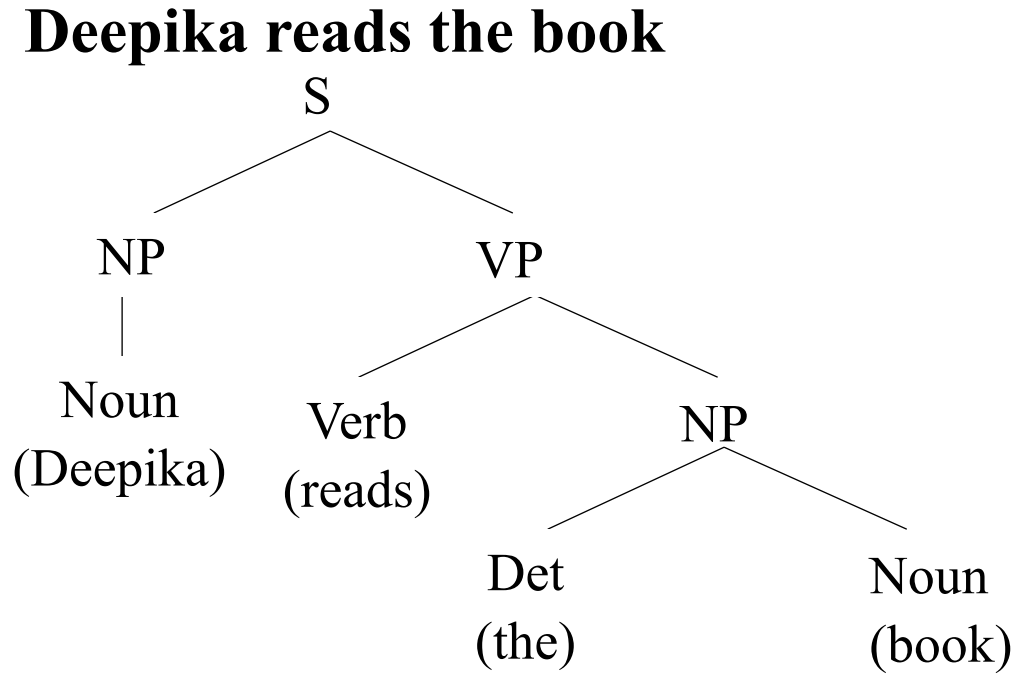 Deepika reads the book
S
NP VP
Noun Verb NP
(Deepika) (reads)
Det Noun
(the) (book)